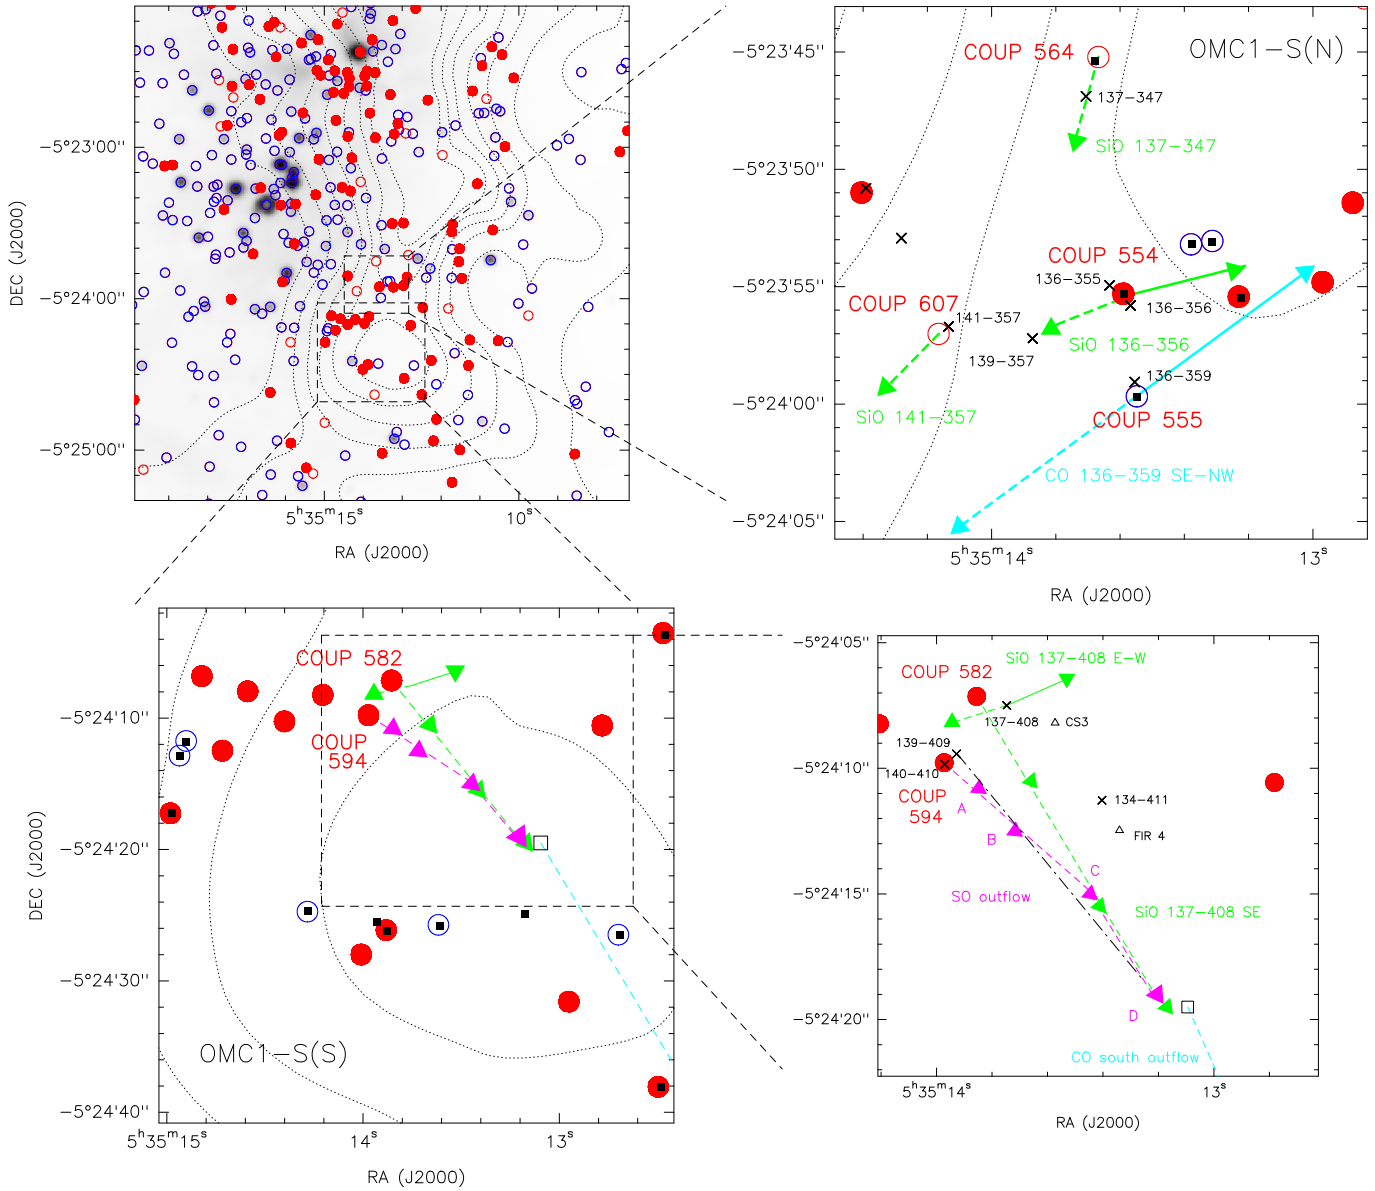 −5°23'00''
−5°24'00''
−5°25'00''
DEC (J2000)
5ʰ35ᵐ15ˢ
10ˢ
RA (J2000)
OMC1−S(N)
−5°23'45''
−5°23'50''
−5°23'55''
−5°24'00''
−5°24'05''
COUP 564
137−347
SiO 137−347
COUP 554
136−355
136−356
SiO 136−356
COUP 607
141−357
139−357
SiO 141−357
136−359
COUP 555
CO 136−359 SE−NW
5ʰ35ᵐ14ˢ
13ˢ
RA (J2000)
COUP 582
COUP
594
OMC1−S(S)
−5°24'10''
−5°24'20''
−5°24'30''
−5°24'40''
DEC (J2000)
5ʰ35ᵐ15ˢ
14ˢ
13ˢ
RA (J2000)
−5°24'05''
−5°24'10''
−5°24'15''
−5°24'20''
SiO 137−408 E−W
COUP 582
137−408
CS3
139−409
140−410
COUP
594
134−411
FIR 4
A
B
C
D
SO outflow
SiO 137−408 SE
CO south outflow
5ʰ35ᵐ14ˢ
13ˢ
RA (J2000)